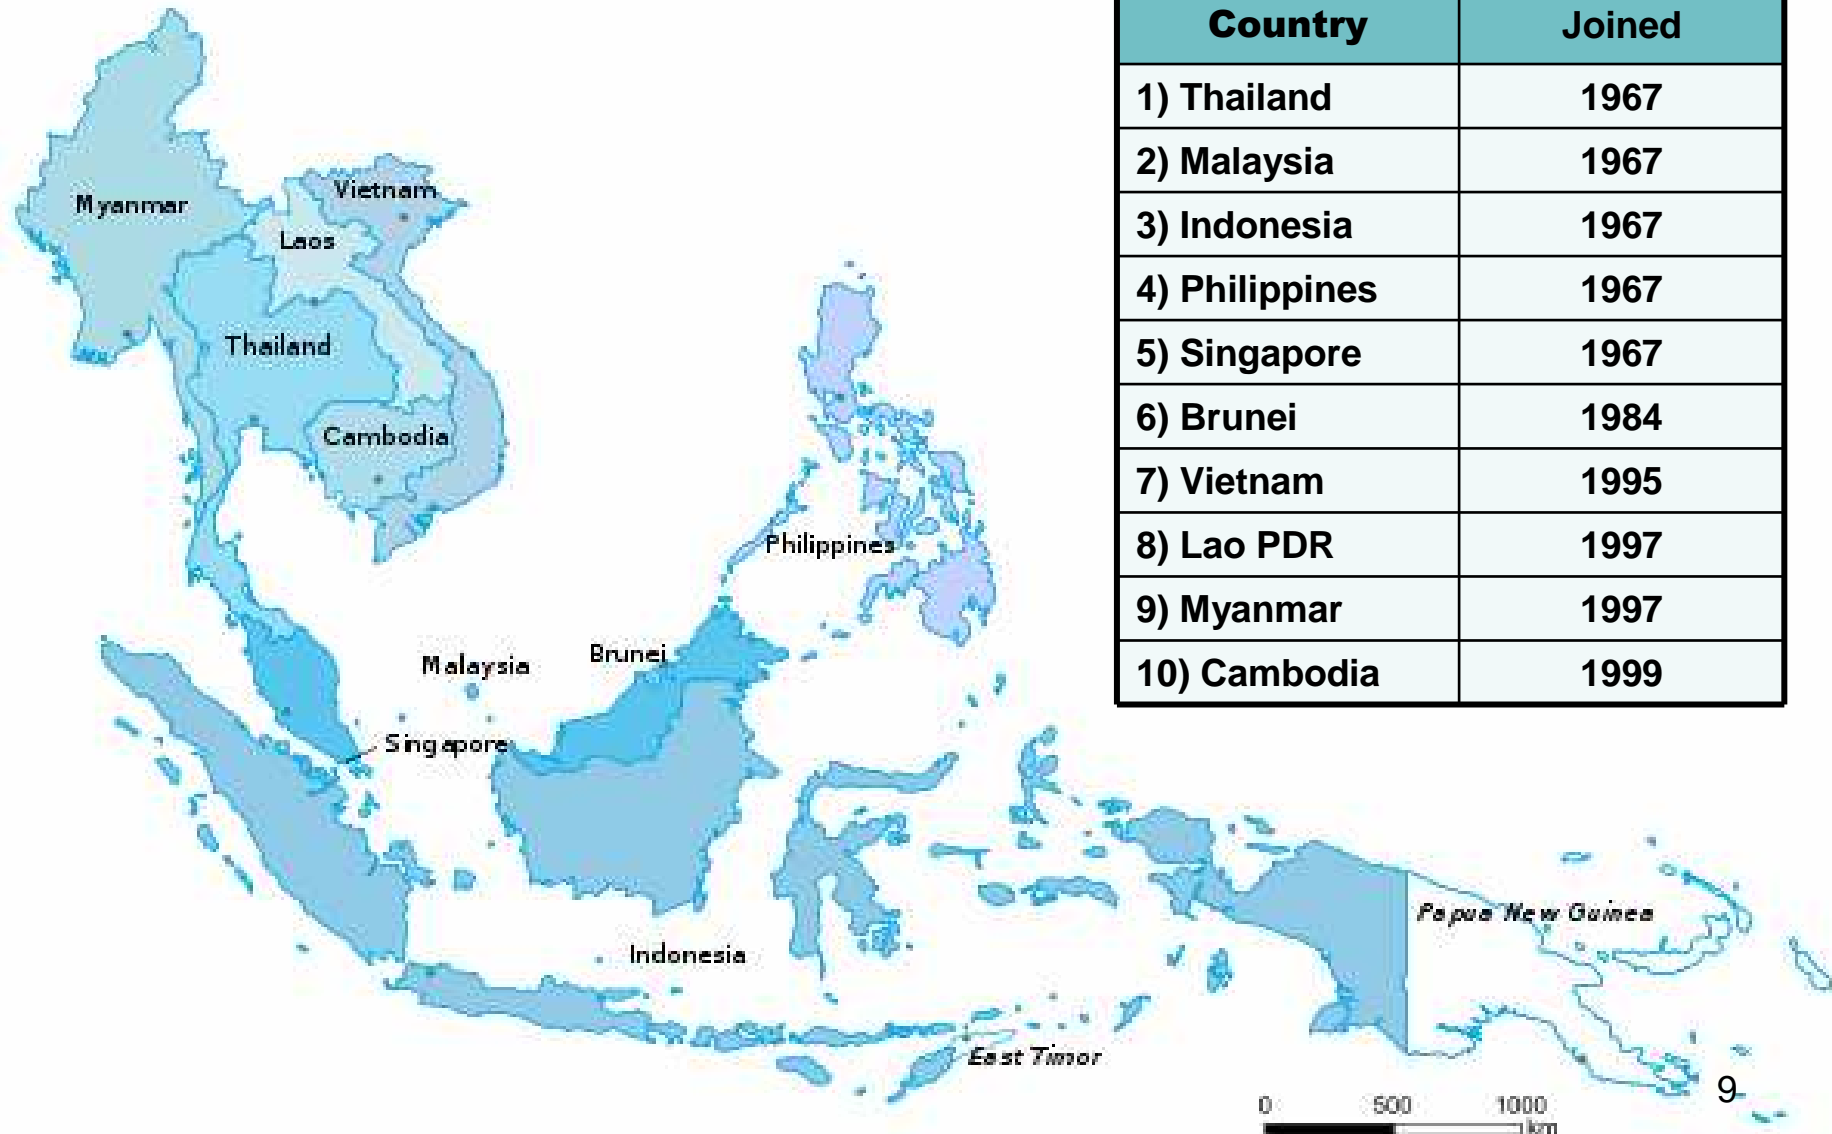 Country Joined
1) Thailand 1967
2) Malaysia 1967
3) Indonesia 1967
4) Philippines 1967
5) Singapore 1967
6) Brunei 1984
7) Vietnam 1995
8) Lao PDR 1997
9) Myanmar 1997
10) Cambodia 1999
Myanmar
Vietnam
Laos
Thailand
Cambodia
Philippines
Malaysia
Brunei
Singapore
Indonesia
Papua New Guinea
East Timor
0 500 1000
km
9